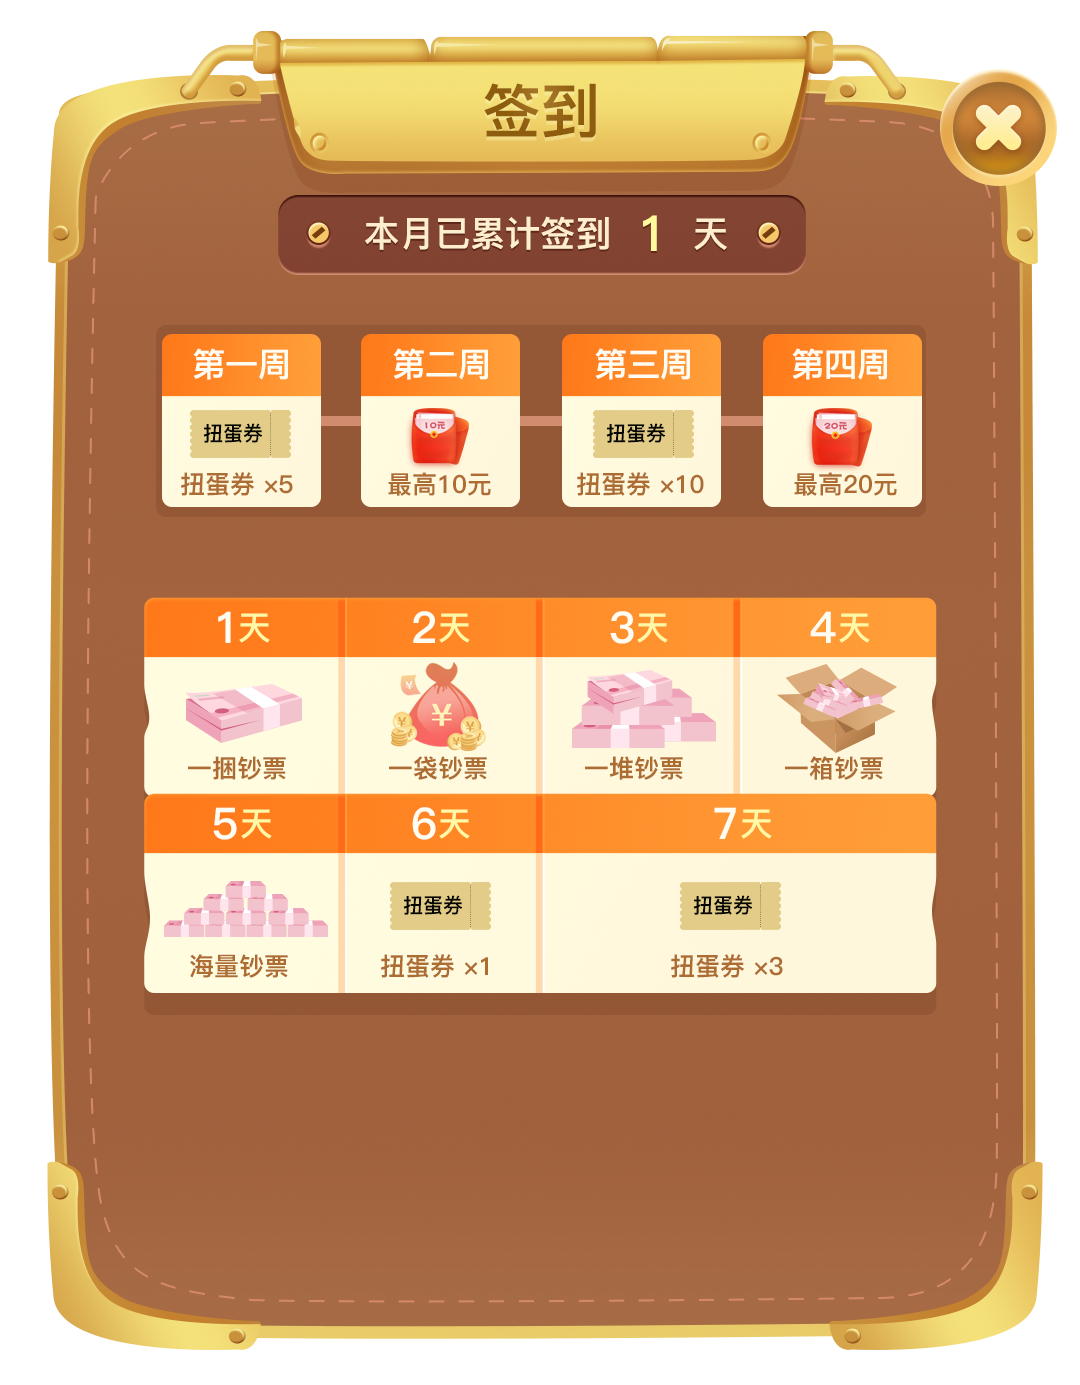 签到
本月已累计签到 1 天
第一周 第二周 第三周 第四周
扭蛋券 10元 扭蛋券 20元
扭蛋券 ×5 最高10元 扭蛋券 ×10 最高20元
1天 2天 3天 4天
¥ ¥ ¥ ¥ ¥
一捆钞票 一袋钞票 一堆钞票 一箱钞票
5天 6天 7天
扭蛋券 扭蛋券
海量钞票 扭蛋券 ×1 扭蛋券 ×3